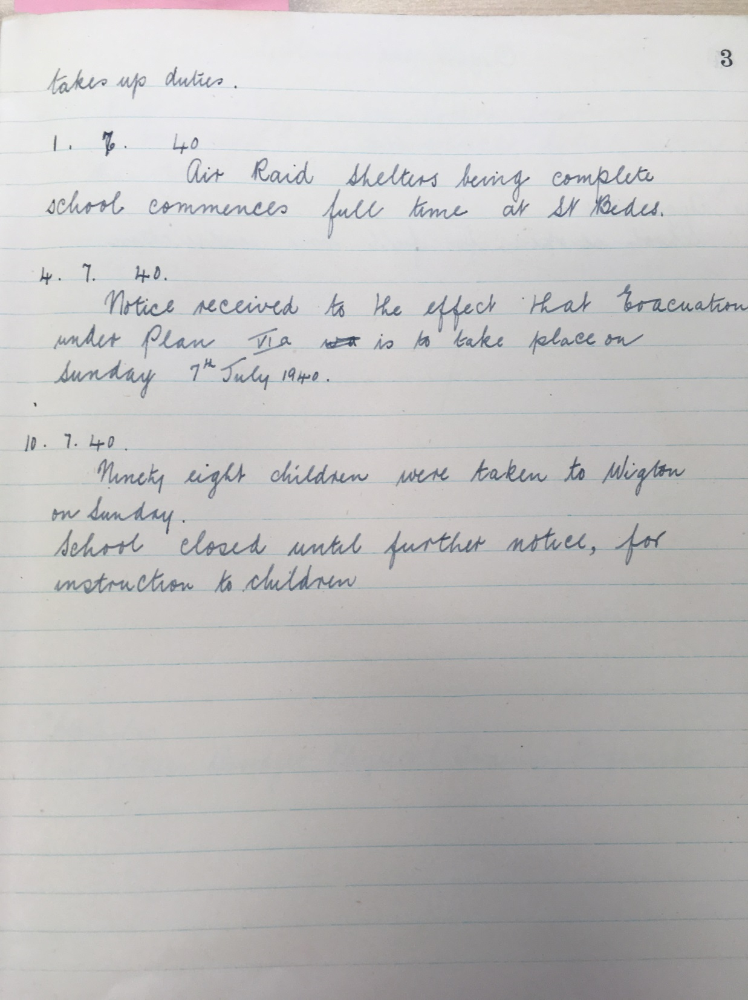 3
takes up duties.
1. 7. 40
Air Raid Shelters being complete
school commences full time at St Bedes.
4. 7. 40.
Notice received to the effect that Evacuation
under Plan VIa wa is to take place on
Sunday 7th July 1940.
10. 7. 40.
Ninety eight children were taken to Wigton
on Sunday.
School closed until further notice, for
instruction to children